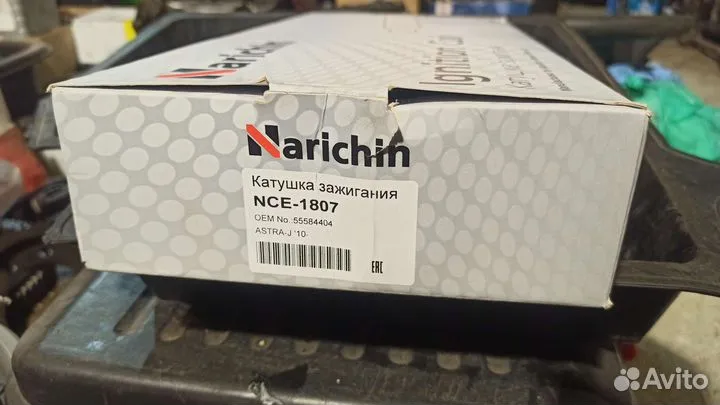 Narichin
Ignition Coil
Narichin
Катушка зажигания
NCE-1807
OEM No.:55584404
ASTRA-J '10-
EAC
Avito